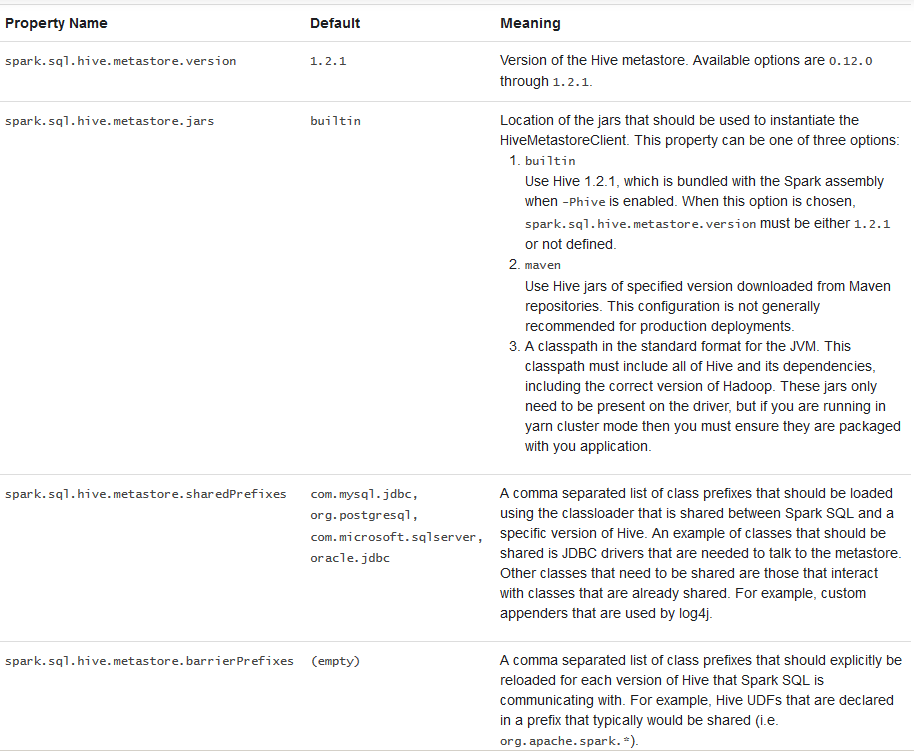 Property Name Default Meaning
spark.sql.hive.metastore.version 1.2.1 Version of the Hive metastore. Available options are 0.12.0
through 1.2.1.
spark.sql.hive.metastore.jars builtin Location of the jars that should be used to instantiate the
HiveMetastoreClient. This property can be one of three options:
1. builtin
Use Hive 1.2.1, which is bundled with the Spark assembly
when -Phive is enabled. When this option is chosen,
spark.sql.hive.metastore.version must be either 1.2.1
or not defined.
2. maven
Use Hive jars of specified version downloaded from Maven
repositories. This configuration is not generally
recommended for production deployments.
3. A classpath in the standard format for the JVM. This
classpath must include all of Hive and its dependencies,
including the correct version of Hadoop. These jars only
need to be present on the driver, but if you are running in
yarn cluster mode then you must ensure they are packaged
with you application.
spark.sql.hive.metastore.sharedPrefixes com.mysql.jdbc, A comma separated list of class prefixes that should be loaded
org.postgresql, using the classloader that is shared between Spark SQL and a
com.microsoft.sqlserver, specific version of Hive. An example of classes that should be
oracle.jdbc shared is JDBC drivers that are needed to talk to the metastore.
Other classes that need to be shared are those that interact
with classes that are already shared. For example, custom
appenders that are used by log4j.
spark.sql.hive.metastore.barrierPrefixes (empty) A comma separated list of class prefixes that should explicitly be
reloaded for each version of Hive that Spark SQL is
communicating with. For example, Hive UDFs that are declared
in a prefix that typically would be shared (i.e.
org.apache.spark.*).